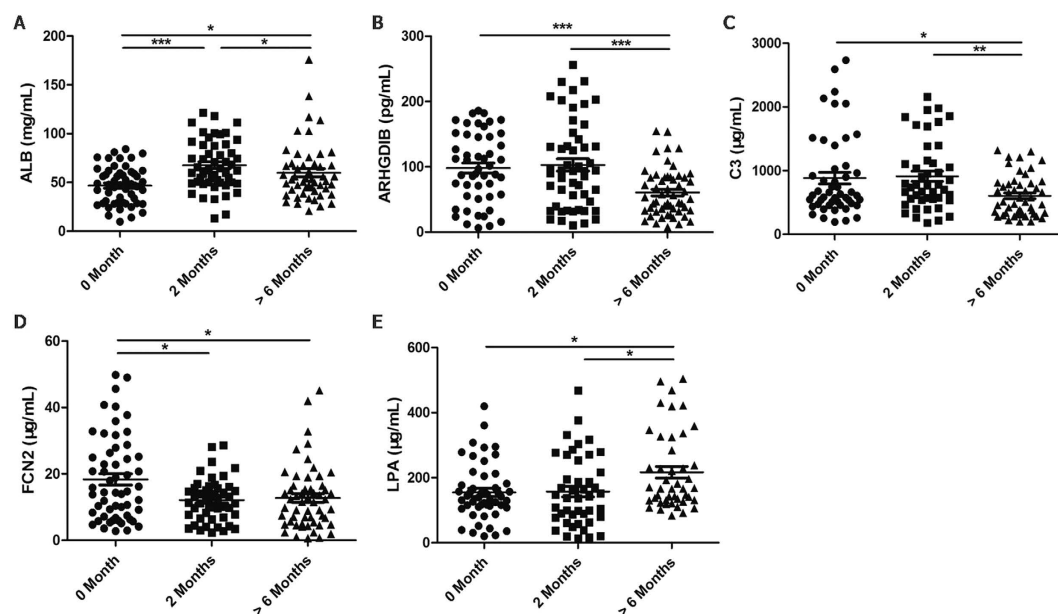 A
ALB (mg/mL)
200
150
100
50
0
*
***
*
0 Month
2 Months
> 6 Months
B
ARHGDIB (pg/mL)
300
200
100
0
***
***
0 Month
2 Months
> 6 Months
C
C3 (µg/mL)
3000
2000
1000
0
*
**
0 Month
2 Months
> 6 Months
D
FCN2 (µg/mL)
60
40
20
0
*
*
0 Month
2 Months
> 6 Months
E
LPA (µg/mL)
600
400
200
0
*
*
0 Month
2 Months
> 6 Months